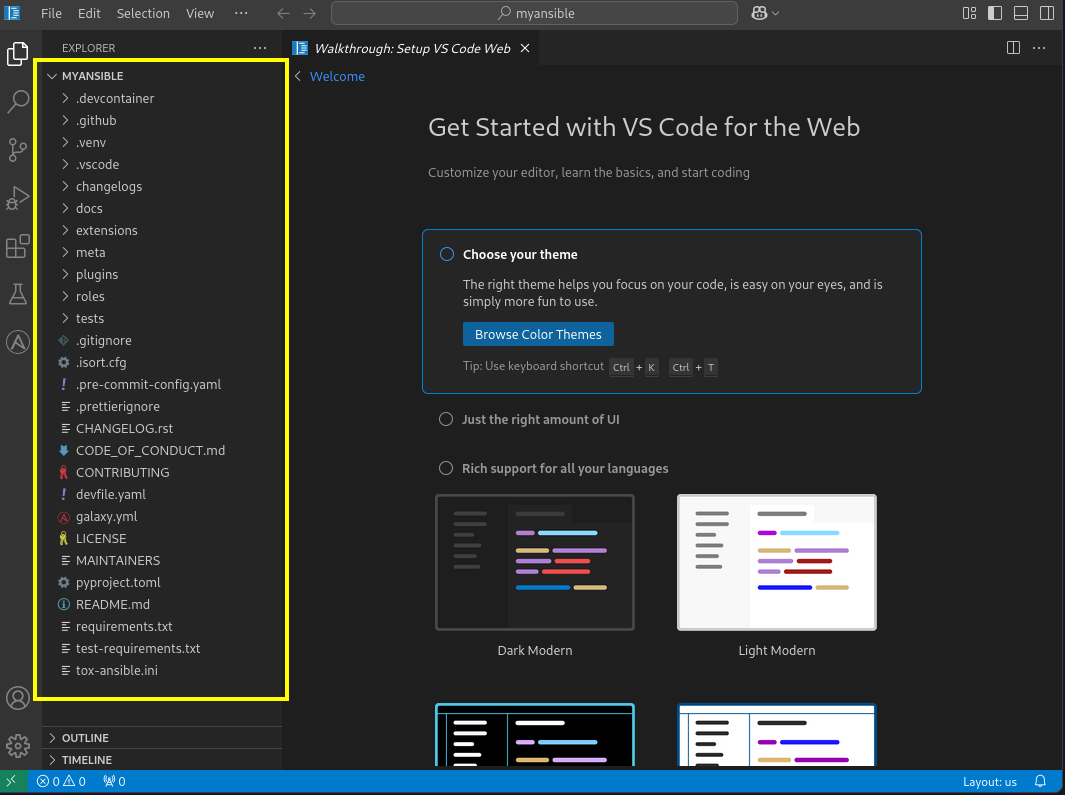 File Edit Selection View ··· myansible
EXPLORER ···
Walkthrough: Setup VS Code Web
MYANSIBLE
.devcontainer
.github
.venv
.vscode
changelogs
docs
extensions
meta
plugins
roles
tests
.gitignore
.isort.cfg
! .pre-commit-config.yaml
.prettierignore
CHANGELOG.rst
CODE_OF_CONDUCT.md
CONTRIBUTING
! devfile.yaml
galaxy.yml
LICENSE
MAINTAINERS
pyproject.toml
README.md
requirements.txt
test-requirements.txt
tox-ansible.ini
OUTLINE
TIMELINE
Welcome
Get Started with VS Code for the Web
Customize your editor, learn the basics, and start coding
Choose your theme
The right theme helps you focus on your code, is easy on your eyes, and is
simply more fun to use.
Browse Color Themes
Tip: Use keyboard shortcut Ctrl + K Ctrl + T
Just the right amount of UI
Rich support for all your languages
Dark Modern
Light Modern
0 0 0
Layout: us